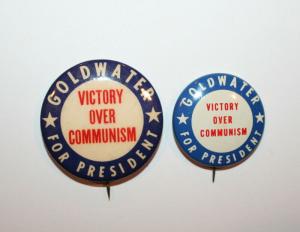 GOLDWATER
VICTORY
OVER
COMMUNISM
FOR PRESIDENT
GOLDWATER
VICTORY
OVER
COMMUNISM
FOR PRESIDENT